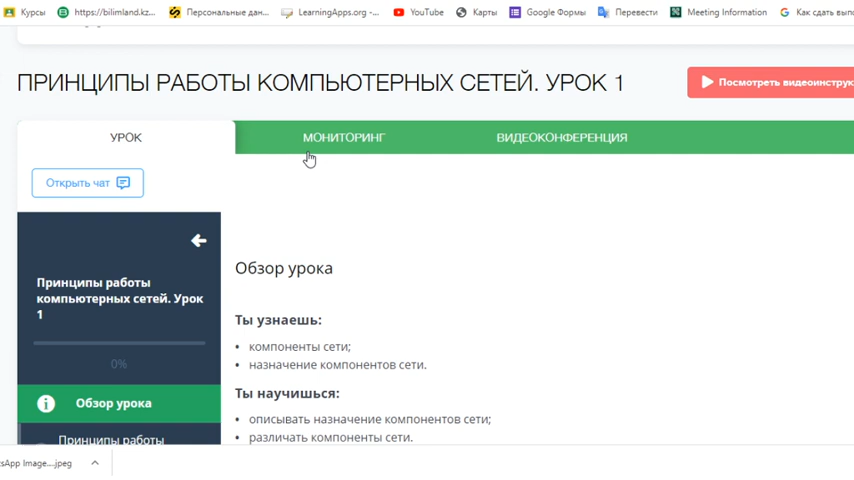 Курсы
https://bilimland.kz...
Персональные дан...
LearningApps.org -...
YouTube
Карты
Google Формы
Перевести
Meeting Information
Как сдать
ПРИНЦИПЫ РАБОТЫ КОМПЬЮТЕРНЫХ СЕТЕЙ. УРОК 1
Посмотреть видеоинструк
УРОК
МОНИТОРИНГ
ВИДЕОКОНФЕРЕНЦИЯ
Открыть чат
Принципы работы
компьютерных сетей. Урок
1
0%
Обзор урока
Принципы работы
Обзор урока
Ты узнаешь:
• компоненты сети;
• назначение компонентов сети.
Ты научишься:
• описывать назначение компонентов сети;
• различать компоненты сети.
tsApp Image....jpeg